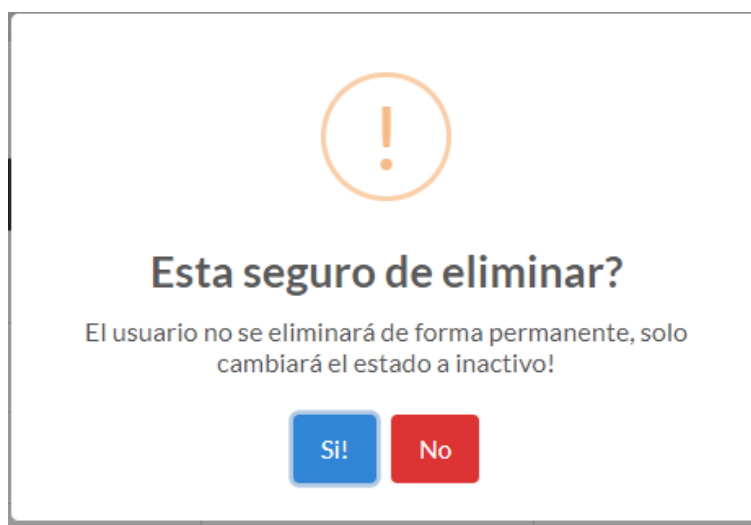 !
Esta seguro de eliminar?
El usuario no se eliminará de forma permanente, solo
cambiará el estado a inactivo!
Si!
No